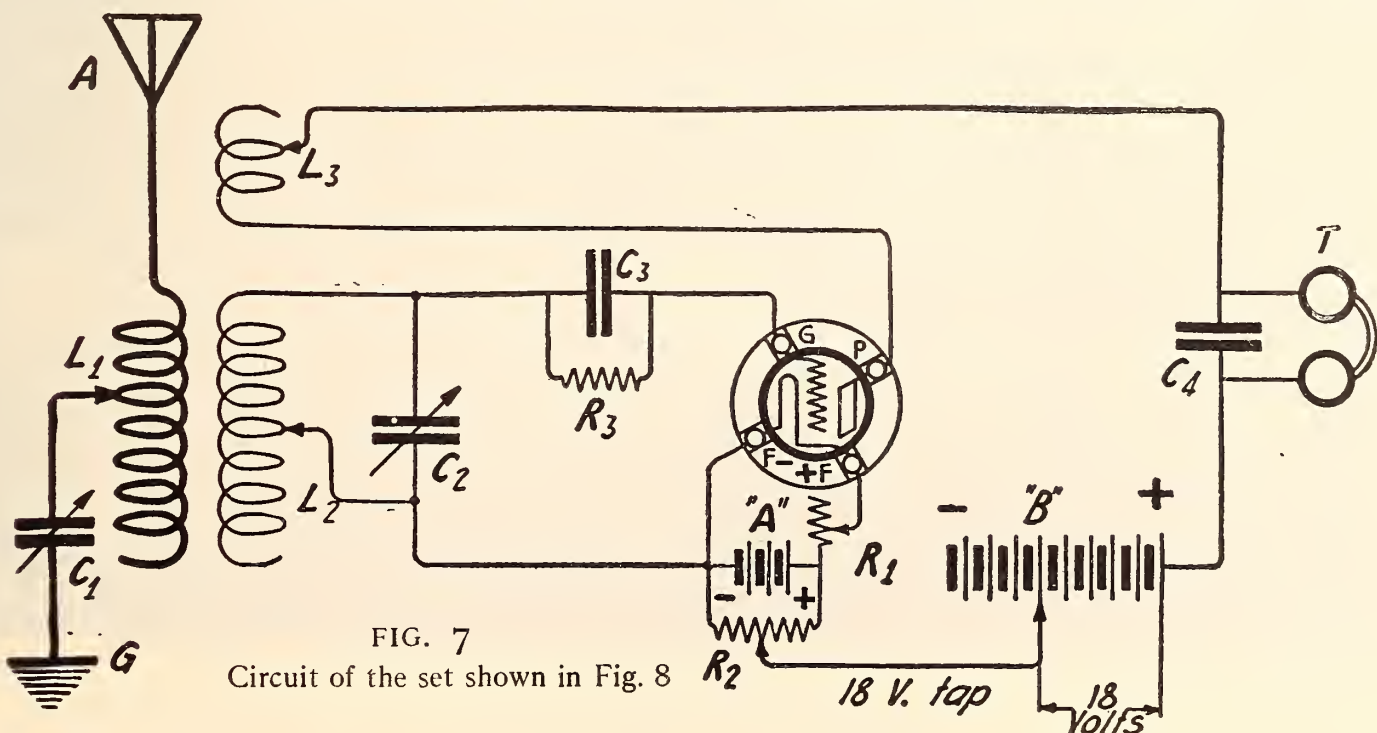 A
L3
C3
T
G
P
L1
R3
C4
F- +F
C2
"A"
- "B" +
L2
R1
C1
- +
FIG. 7
G
Circuit of the set shown in Fig. 8
R2
18 V. tap
18
Volts